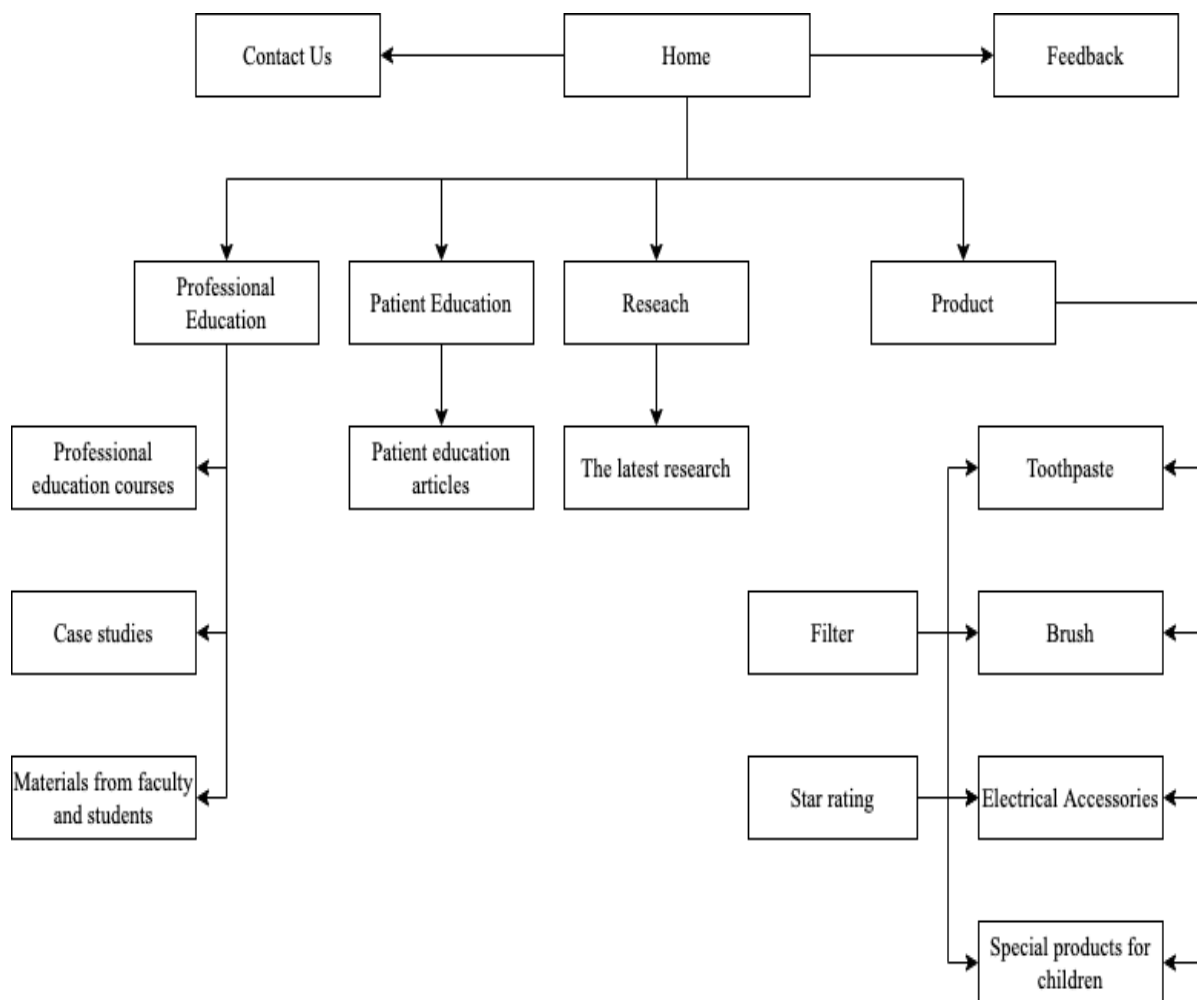 Contact Us
Home
Feedback
Professional
Education
Patient Education
Reseach
Product
Professional
education courses
Patient education
articles
The latest research
Toothpaste
Case studies
Filter
Brush
Materials from faculty
and students
Star rating
Electrical Accessories
Special products for
children